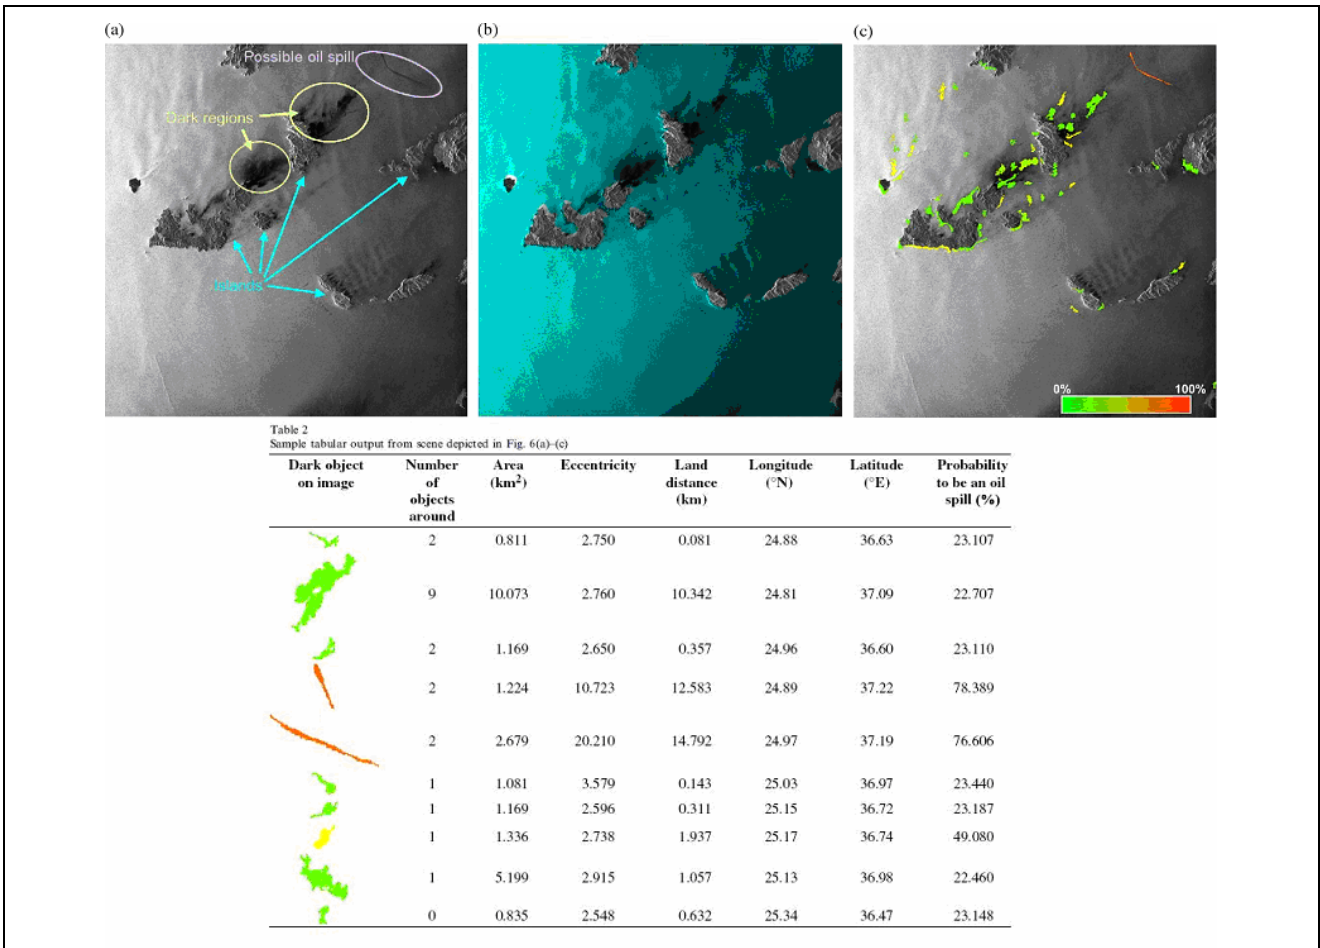 (a)
(b)
(c)
Possible oil spill
Dark regions
Islands
0%
100%
Table 2
Sample tabular output from scene depicted in Fig. 6(a)–(c)
Dark object on image Number of objects around Area (km²) Eccentricity Land distance (km) Longitude (°N) Latitude (°E) Probability to be an oil spill (%)
2 0.811 2.750 0.081 24.88 36.63 23.107
9 10.073 2.760 10.342 24.81 37.09 22.707
2 1.169 2.650 0.357 24.96 36.60 23.110
2 1.224 10.723 12.583 24.89 37.22 78.389
2 2.679 20.210 14.792 24.97 37.19 76.606
1 1.081 3.579 0.143 25.03 36.97 23.440
1 1.169 2.596 0.311 25.15 36.72 23.187
1 1.336 2.738 1.937 25.17 36.74 49.080
1 5.199 2.915 1.057 25.13 36.98 22.460
0 0.835 2.548 0.632 25.34 36.47 23.148